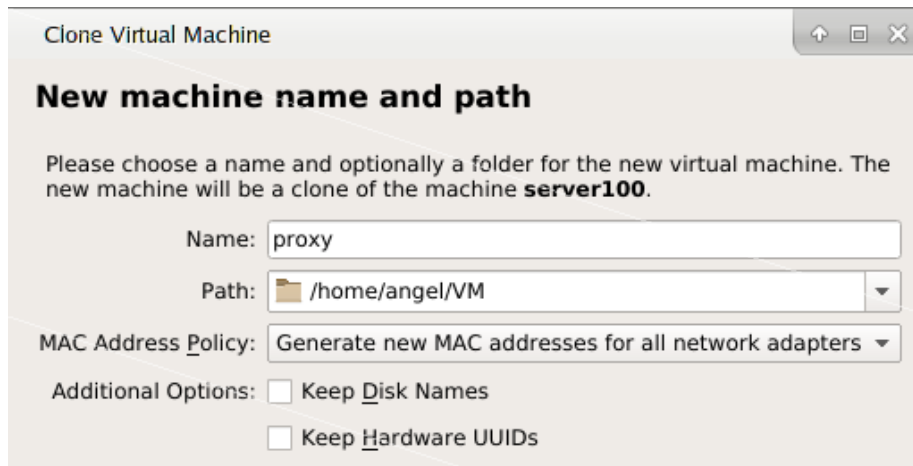 Clone Virtual Machine
New machine name and path
Please choose a name and optionally a folder for the new virtual machine. The
new machine will be a clone of the machine server100.
Name: proxy
Path: /home/angel/VM
MAC Address Policy: Generate new MAC addresses for all network adapters
Additional Options: Keep Disk Names
Keep Hardware UUIDs